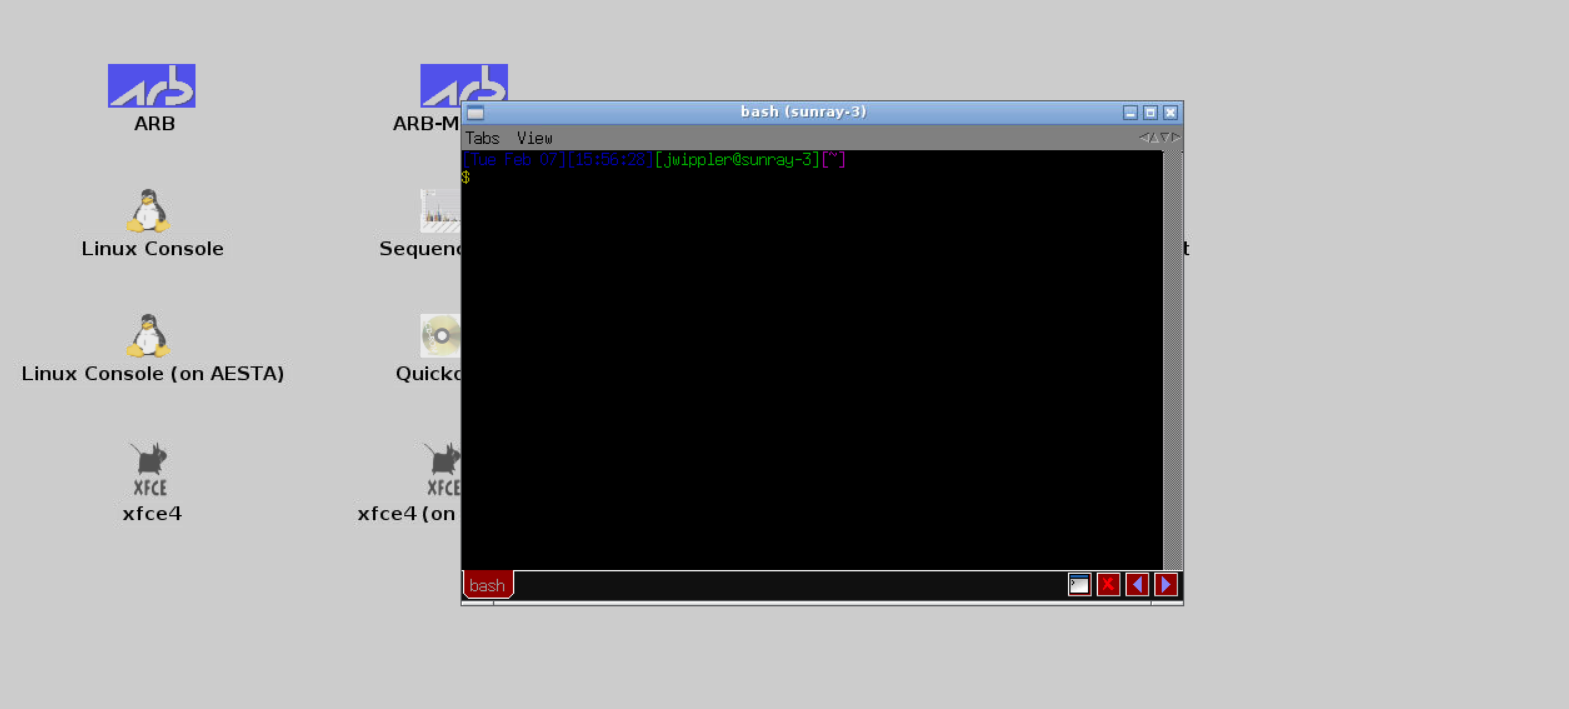 ARB
ARB-M
bash (sunray-3)
Tabs View
[Tue Feb 07][15:56:28][jwippler@sunray-3][~]
$
Linux Console
Sequenc
t
Linux Console (on AESTA)
Quick
XFCE
XFCE
xfce4
xfce4 (on
bash